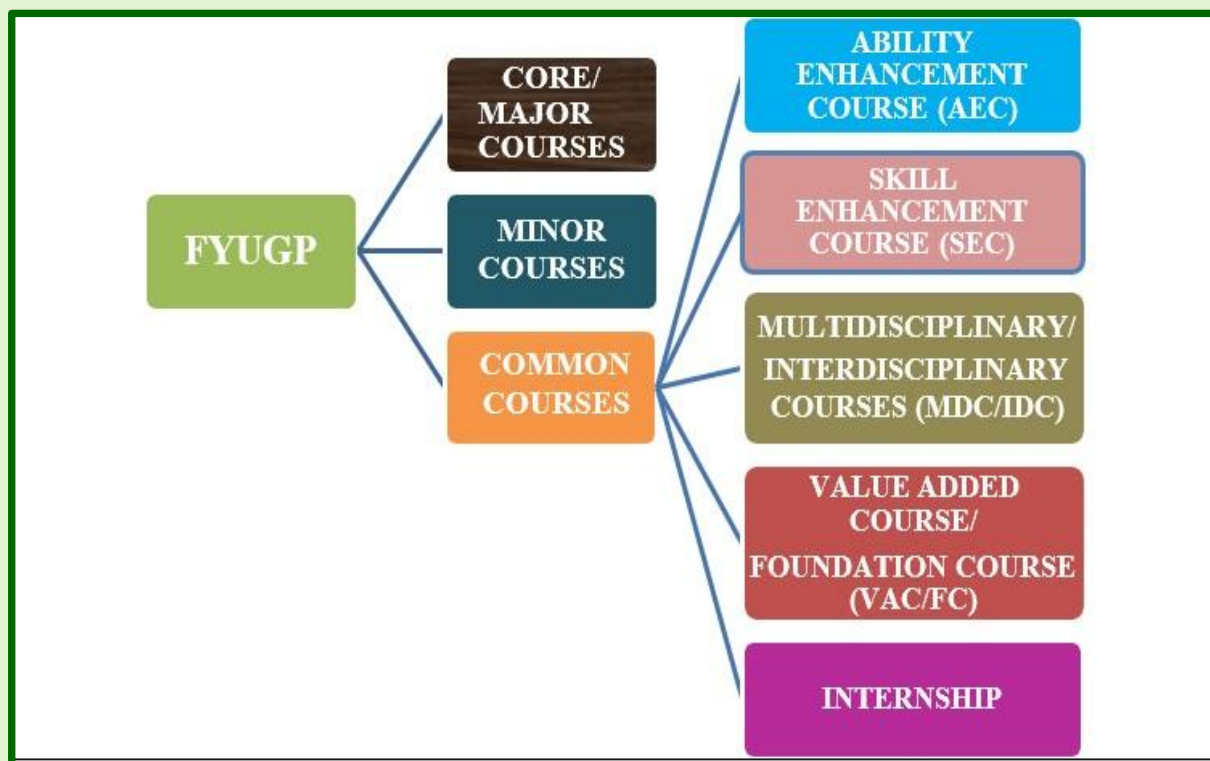 FYUGP
CORE/
MAJOR
COURSES
MINOR
COURSES
COMMON
COURSES
ABILITY
ENHANCEMENT
COURSE (AEC)
SKILL
ENHANCEMENT
COURSE (SEC)
MULTIDISCIPLINARY/
INTERDISCIPLINARY
COURSES (MDC/IDC)
VALUE ADDED
COURSE/
FOUNDATION COURSE
(VAC/FC)
INTERNSHIP